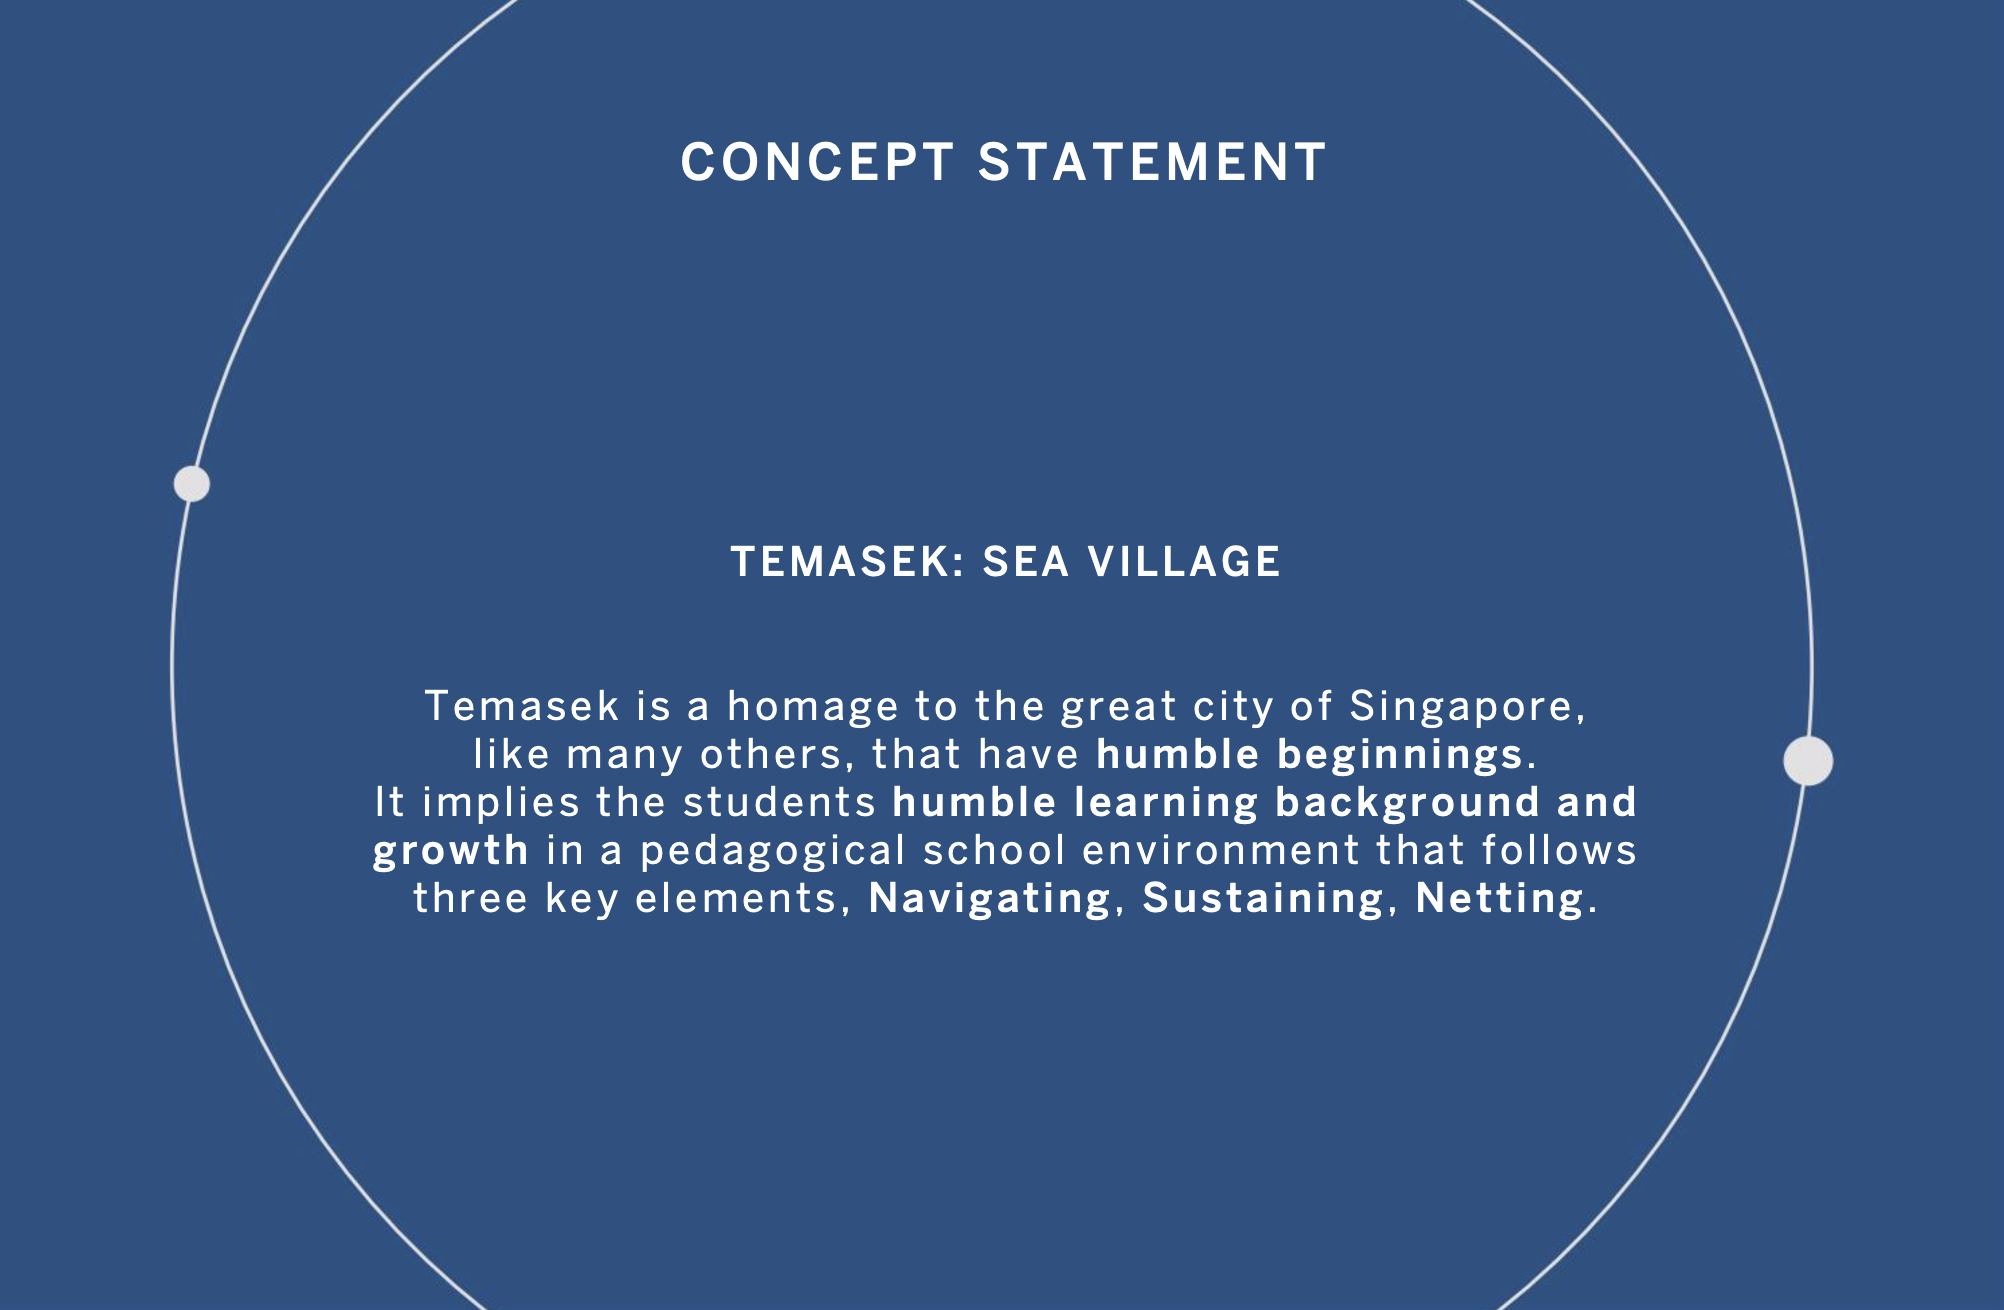 CONCEPT STATEMENT
TEMASEK: SEA VILLAGE
Temasek is a homage to the great city of Singapore,
like many others, that have humble beginnings.
It implies the students humble learning background and
growth in a pedagogical school environment that follows
three key elements, Navigating, Sustaining, Netting.